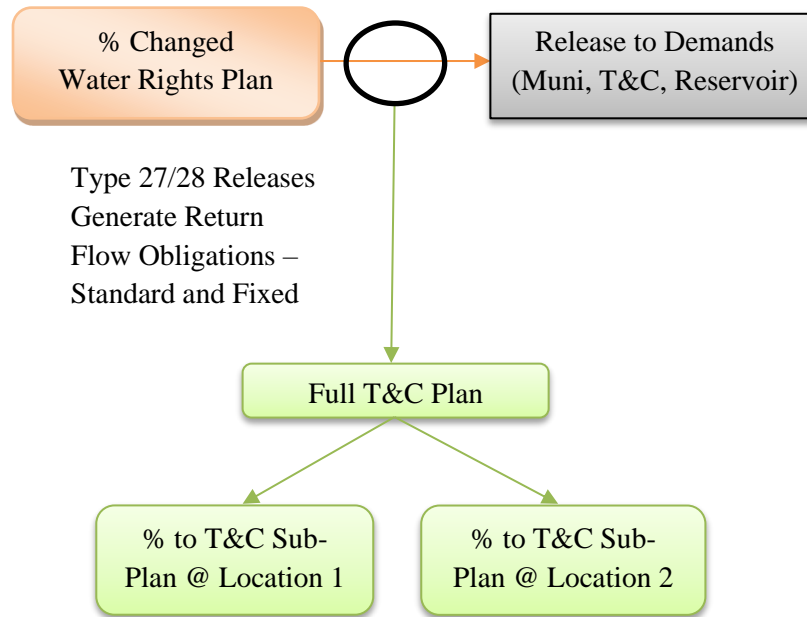 % Changed
Water Rights Plan
Release to Demands
(Muni, T&C, Reservoir)
Type 27/28 Releases
Generate Return
Flow Obligations –
Standard and Fixed
Full T&C Plan
% to T&C Sub-
Plan @ Location 1
% to T&C Sub-
Plan @ Location 2